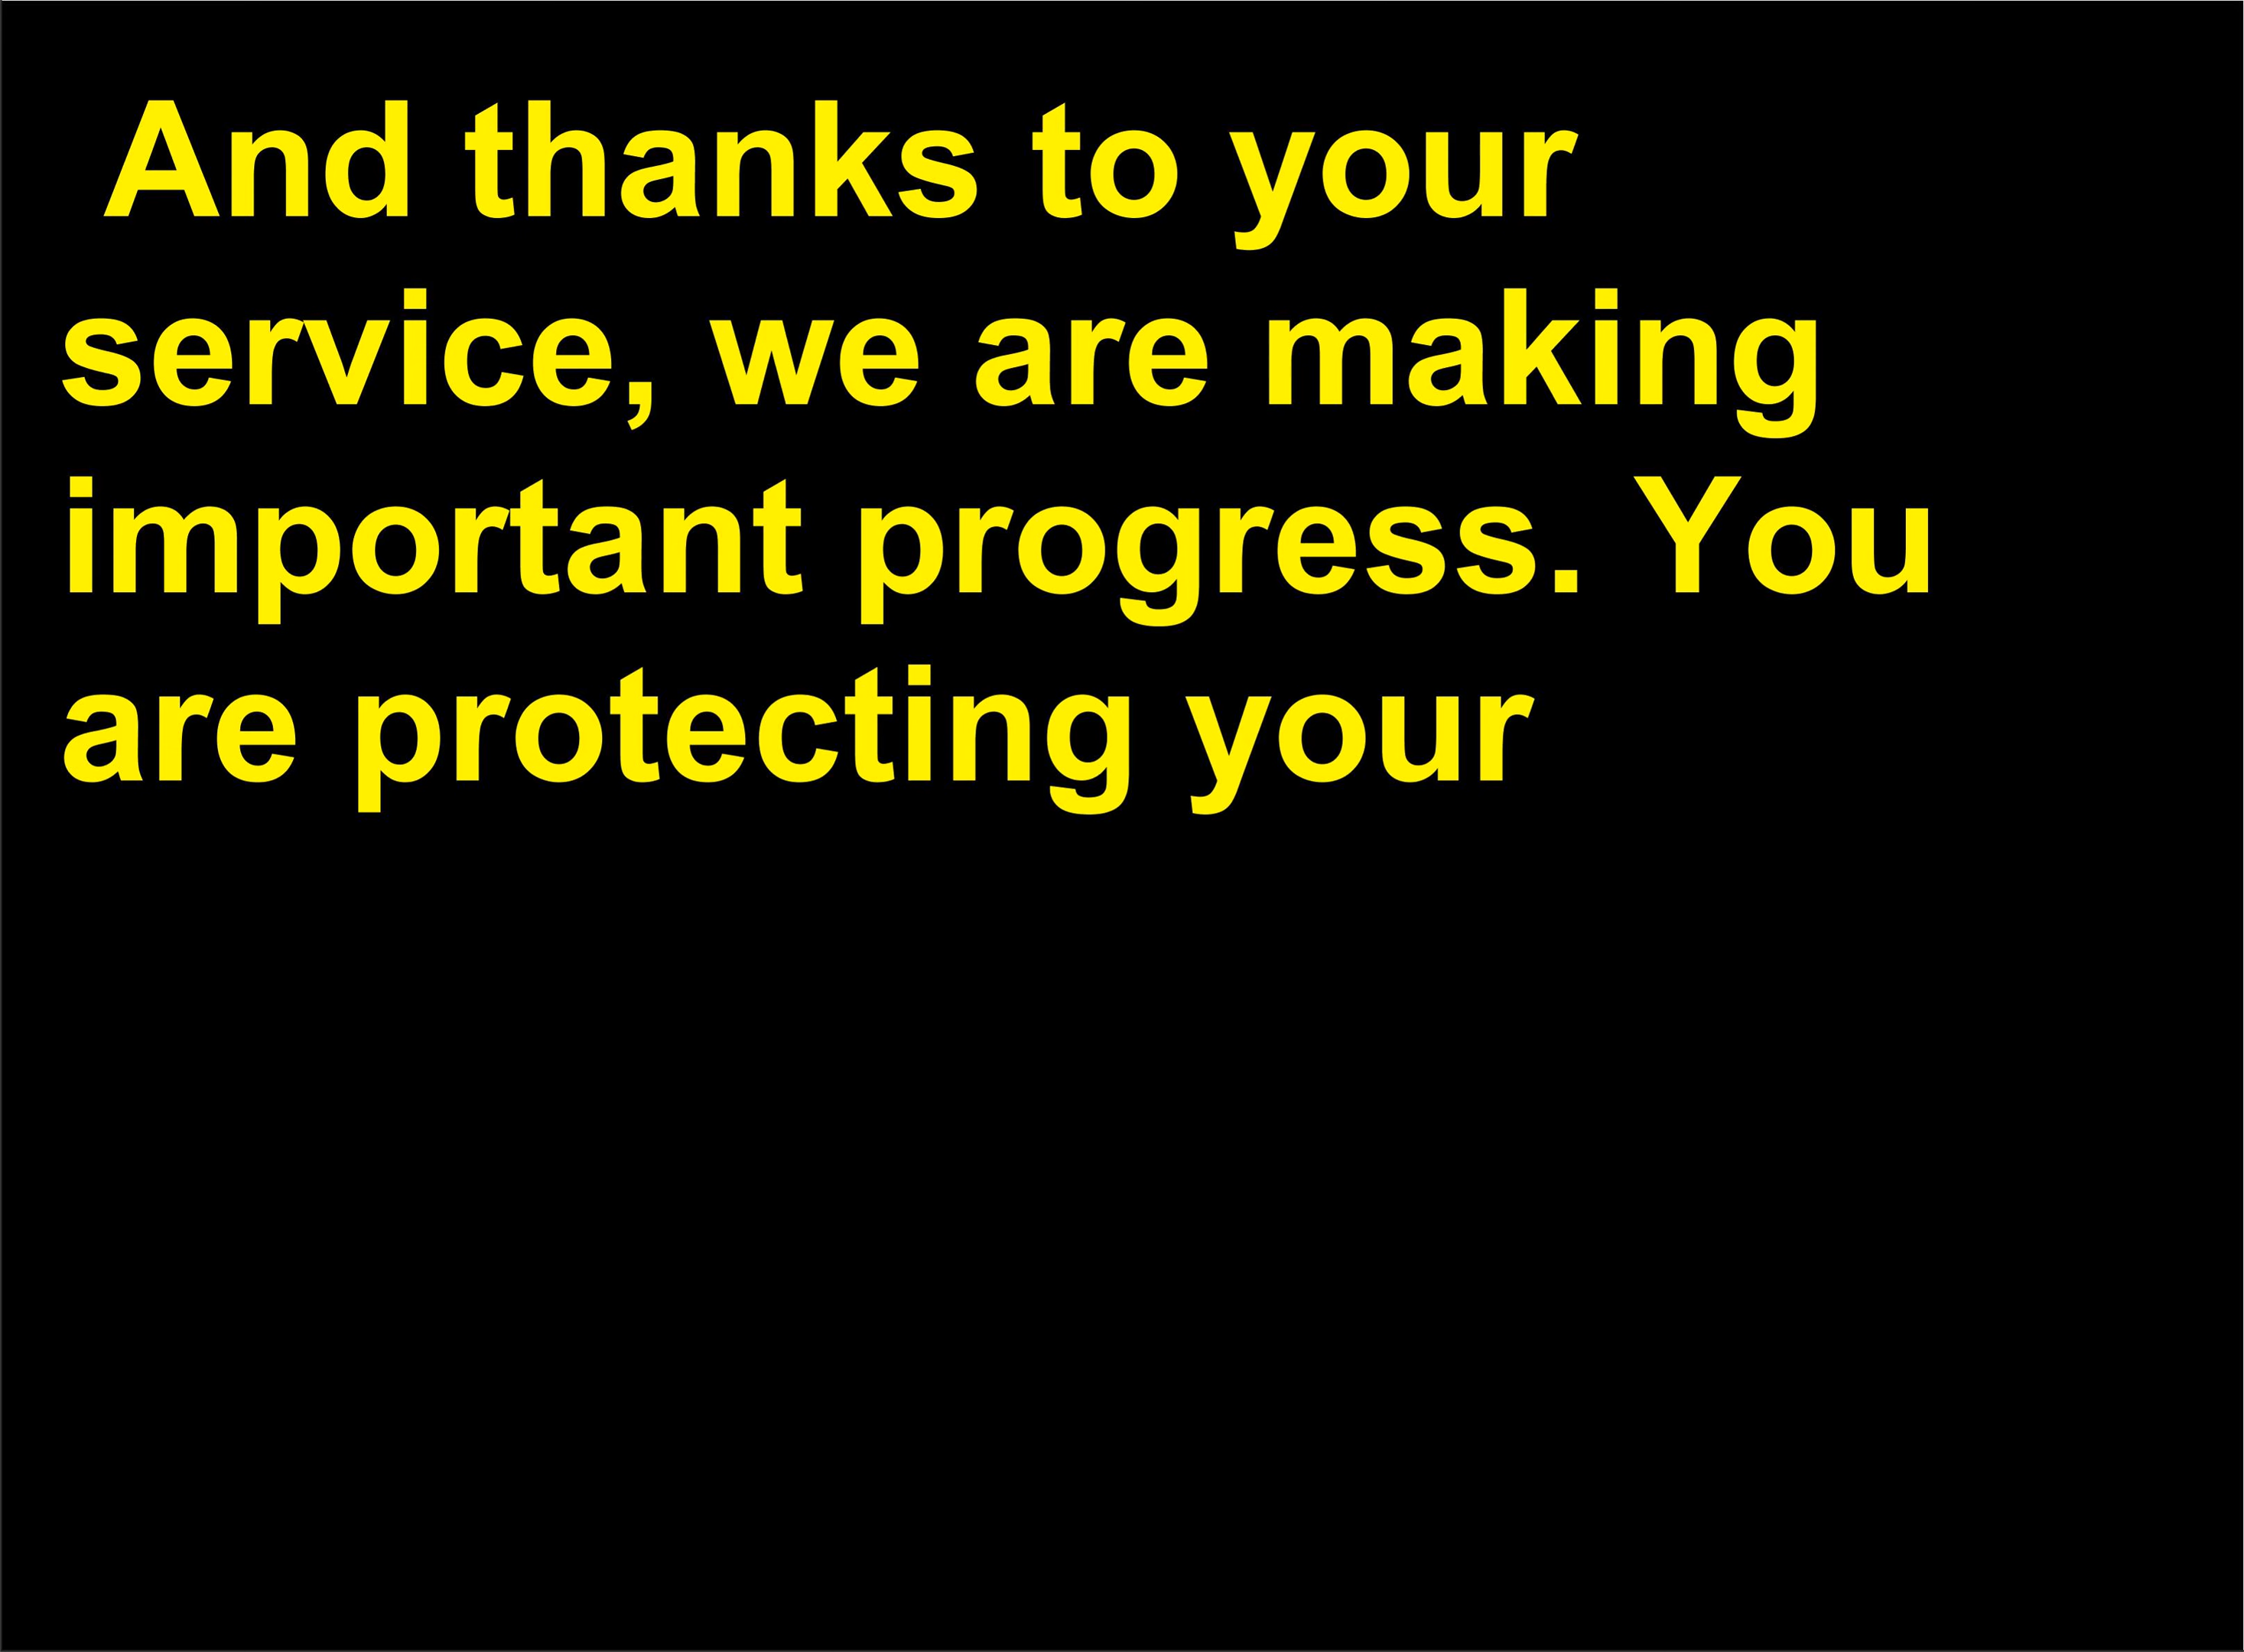 And thanks to your
service, we are making
important progress. You
are protecting your